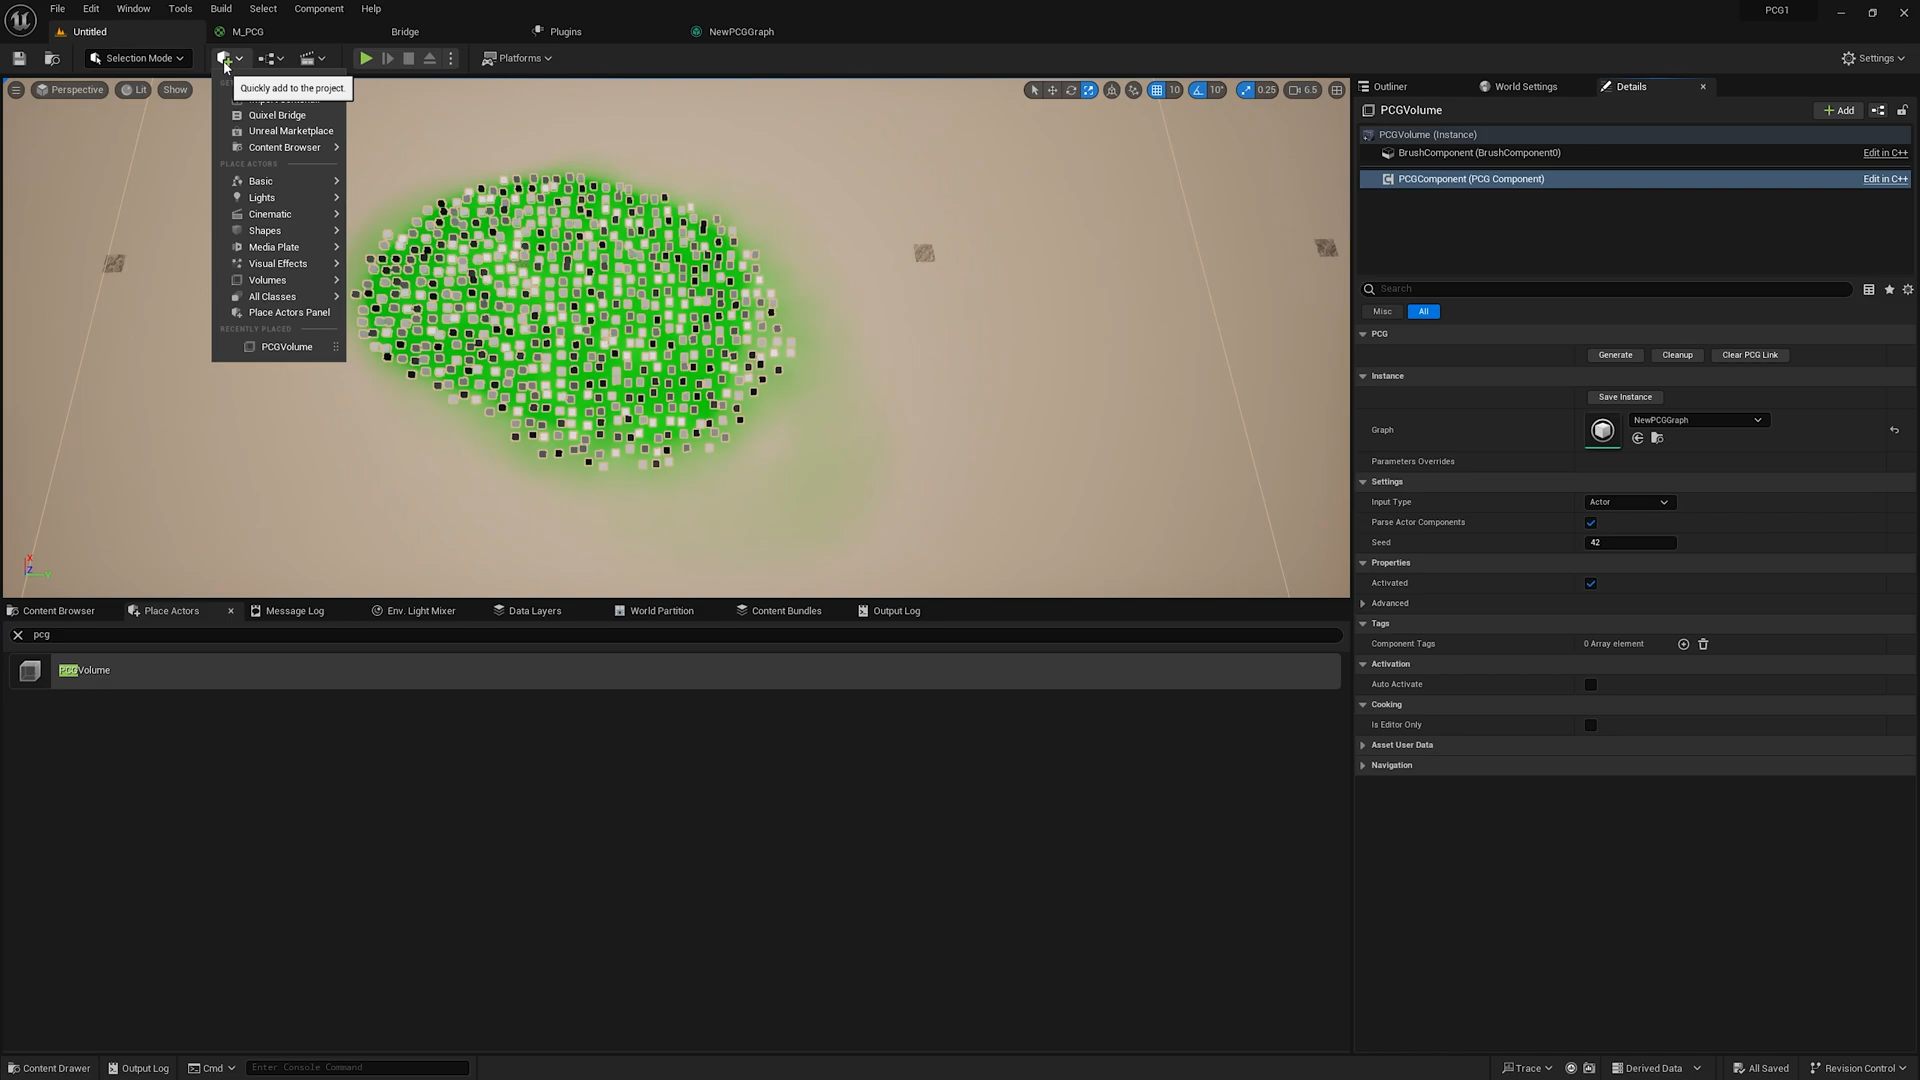 File Edit Window Tools Build Select Component Help
PCG1
Untitled M_PCG Bridge Plugins NewPCGGraph
Selection Mode Platforms Settings
Quickly add to the project.
Perspective Lit Show
10 10° 0.25 6.5
Quixel Bridge
Unreal Marketplace
Content Browser
PLACE ACTORS
Basic
Lights
Cinematic
Shapes
Media Plate
Visual Effects
Volumes
All Classes
Place Actors Panel
RECENTLY PLACED
PCGVolume
X
Z
Y
Outliner World Settings Details
PCGVolume
Add
PCGVolume (Instance)
BrushComponent (BrushComponent0) Edit in C++
PCGComponent (PCG Component) Edit in C++
Search
Misc All
PCG
Generate Cleanup Clear PCG Link
Instance
Save Instance
Graph NewPCGGraph
Parameters Overrides
Settings
Input Type Actor
Parse Actor Components
Seed 42
Properties
Activated
Advanced
Tags
Component Tags 0 Array element
Activation
Auto Activate
Cooking
Is Editor Only
Asset User Data
Navigation
Content Browser Place Actors Message Log Env. Light Mixer Data Layers World Partition Content Bundles Output Log
pcg
PCGVolume
Content Drawer Output Log Cmd Enter Console Command Trace Derived Data All Saved Revision Control